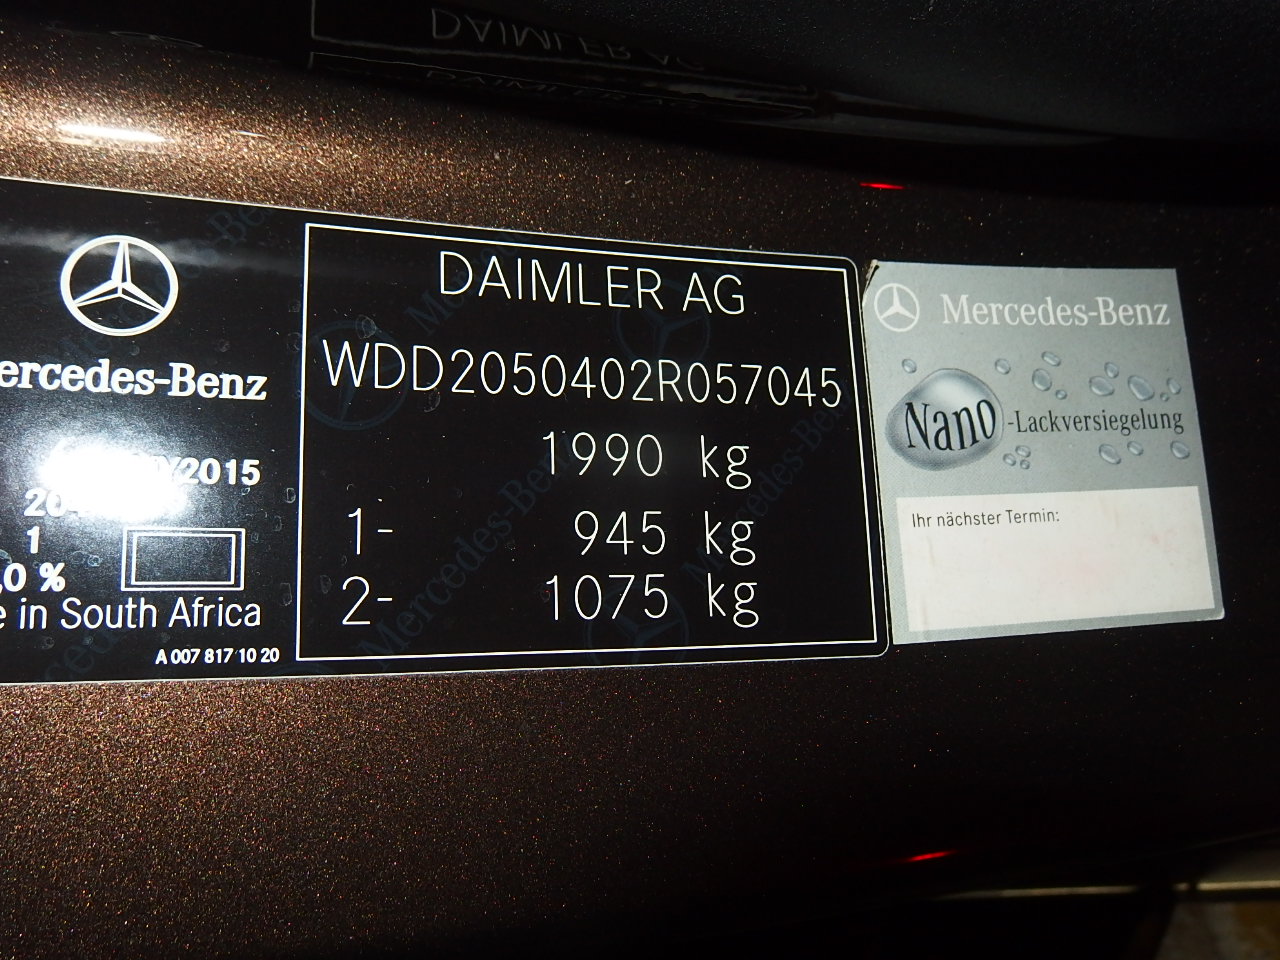 DAIMLER AG
WDD2050402R057045
1990 kg
1- 945 kg
2- 1075 kg
Mercedes-Benz
2015
1
,0 %
in South Africa
A 007 817 10 20
Mercedes-Benz
Nano-Lackversiegelung
Ihr nächster Termin: